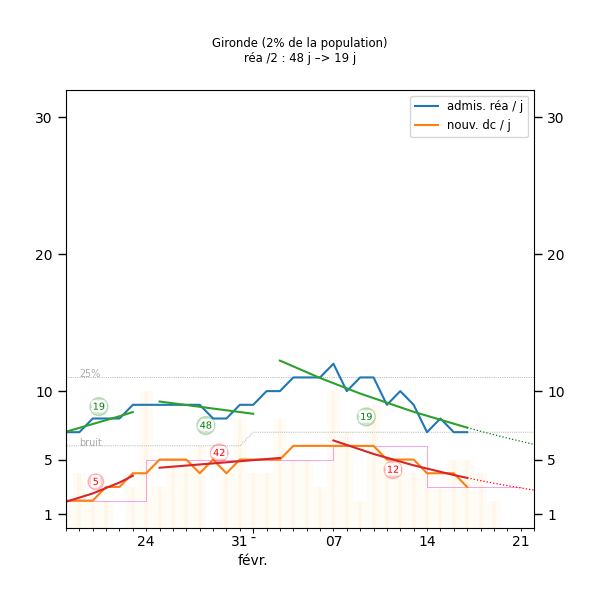 Gironde (2% de la population)
réa /2 : 48 j –> 19 j
admis. réa / j
nouv. dc / j
30 30
20 20
25%
10 10
19
19
48
bruit
42
5 5
12
5
1 1
24 31 - 07 14 21
févr.